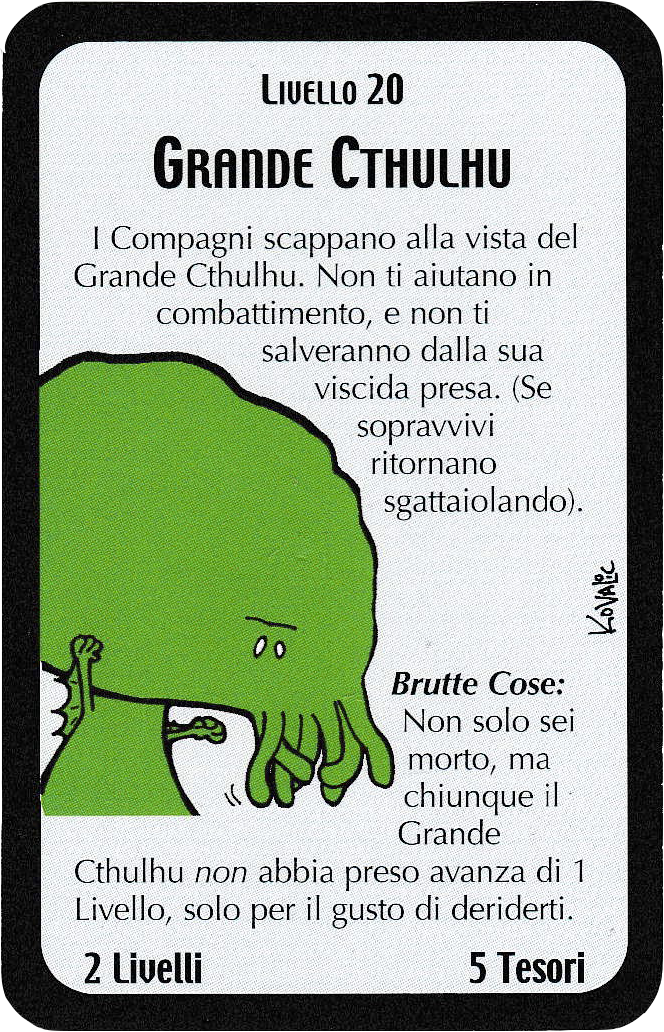 Livello 20
Grande Cthulhu
I Compagni scappano alla vista del
Grande Cthulhu. Non ti aiutano in
combattimento, e non ti
salveranno dalla sua
viscida presa. (Se
sopravvivi
ritornano
sgattaiolando).
Kovalic
Brutte Cose:
Non solo sei
morto, ma
chiunque il
Grande
Cthulhu non abbia preso avanza di 1
Livello, solo per il gusto di deriderti.
2 Livelli
5 Tesori